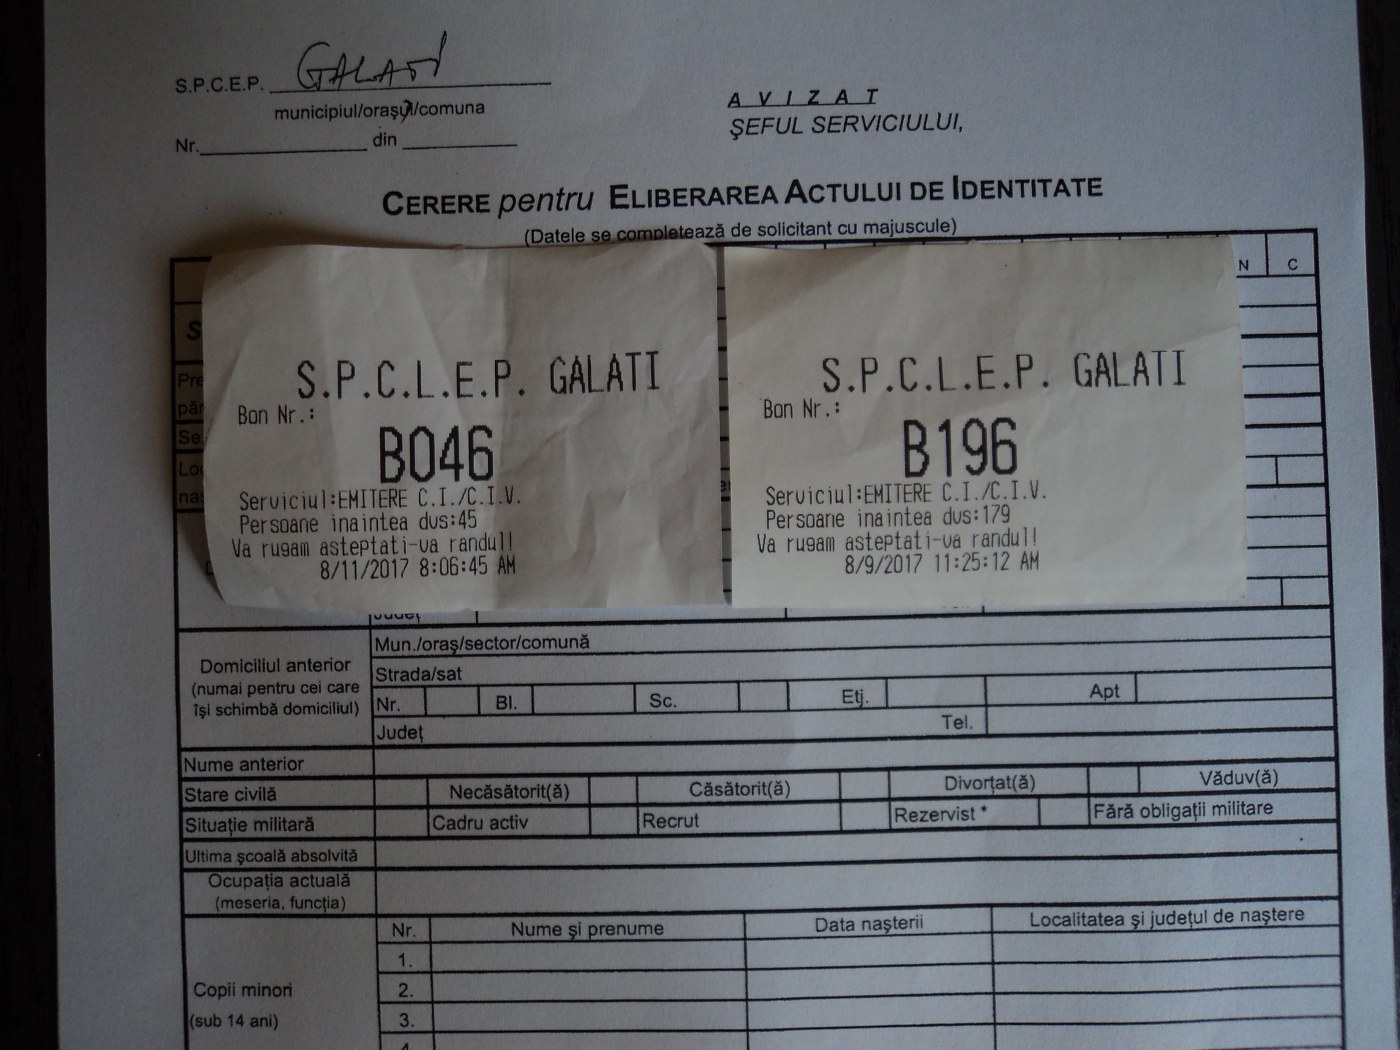 S.P.C.E.P. GALATI
municipiul/orașul/comuna
Nr. din
AVIZAT
ŞEFUL SERVICIULUI,
CERERE pentru ELIBERAREA ACTULUI DE IDENTITATE
(Datele se completează de solicitant cu majuscule)
N C
S.P.C.L.E.P. GALATI
Bon Nr.:
B046
Serviciul:EMITERE C.I./C.I.V.
Persoane inaintea dvs:45
Va rugam asteptati-va randul!
8/11/2017 8:06:45 AM
S.P.C.L.E.P. GALATI
Bon Nr.:
B196
Serviciul:EMITERE C.I./C.I.V.
Persoane inaintea dvs:179
Va rugam asteptati-va randul!
8/9/2017 11:25:12 AM
Județ
Domiciliul anterior
(numai pentru cei care
își schimbă domiciliul)
Mun./oraş/sector/comună
Strada/sat
Nr. Bl. Sc. Etj. Apt
Județ Tel.
Nume anterior
Stare civilă Necăsătorit(ă) Căsătorit(ă) Divorțat(ă) Văduv(ă)
Situație militară Cadru activ Recrut Rezervist * Fără obligații militare
Ultima școală absolvită
Ocupația actuală
(meseria, funcția)
Copii minori
(sub 14 ani)
Nr. Nume și prenume Data nașterii Localitatea și județul de naștere
1.
2.
3.
4.